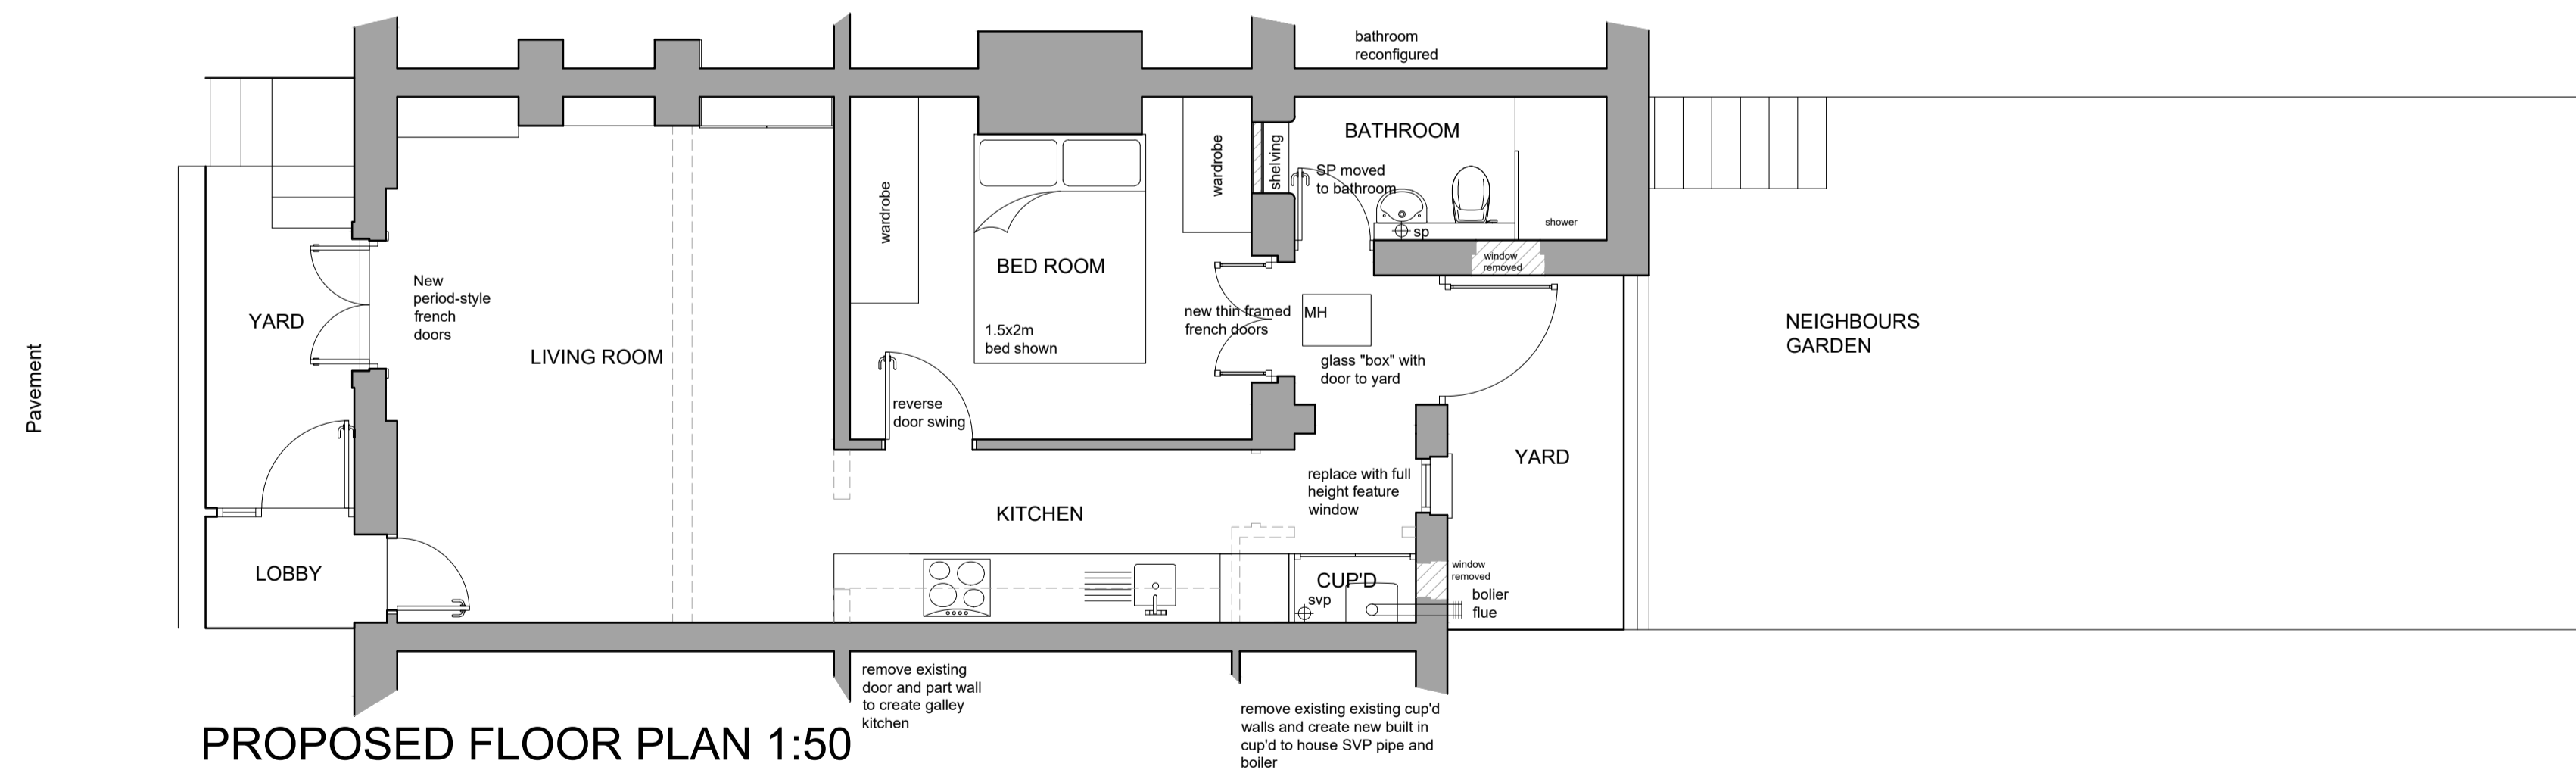 bathroom
reconfigured
BATHROOM
SP moved
to bathroom
sp
shower
window
removed
shelving
wardrobe
wardrobe
BED ROOM
1.5x2m
bed shown
new thin framed
french doors
MH
glass "box" with
door to yard
reverse
door swing
New
period-style
french
doors
YARD
LIVING ROOM
Pavement
NEIGHBOURS
GARDEN
YARD
replace with full
height feature
window
KITCHEN
LOBBY
CUP'D
svp
window
removed
bolier
flue
remove existing
door and part wall
to create galley
kitchen
remove existing existing cup'd
walls and create new built in
cup'd to house SVP pipe and
boiler
PROPOSED FLOOR PLAN 1:50